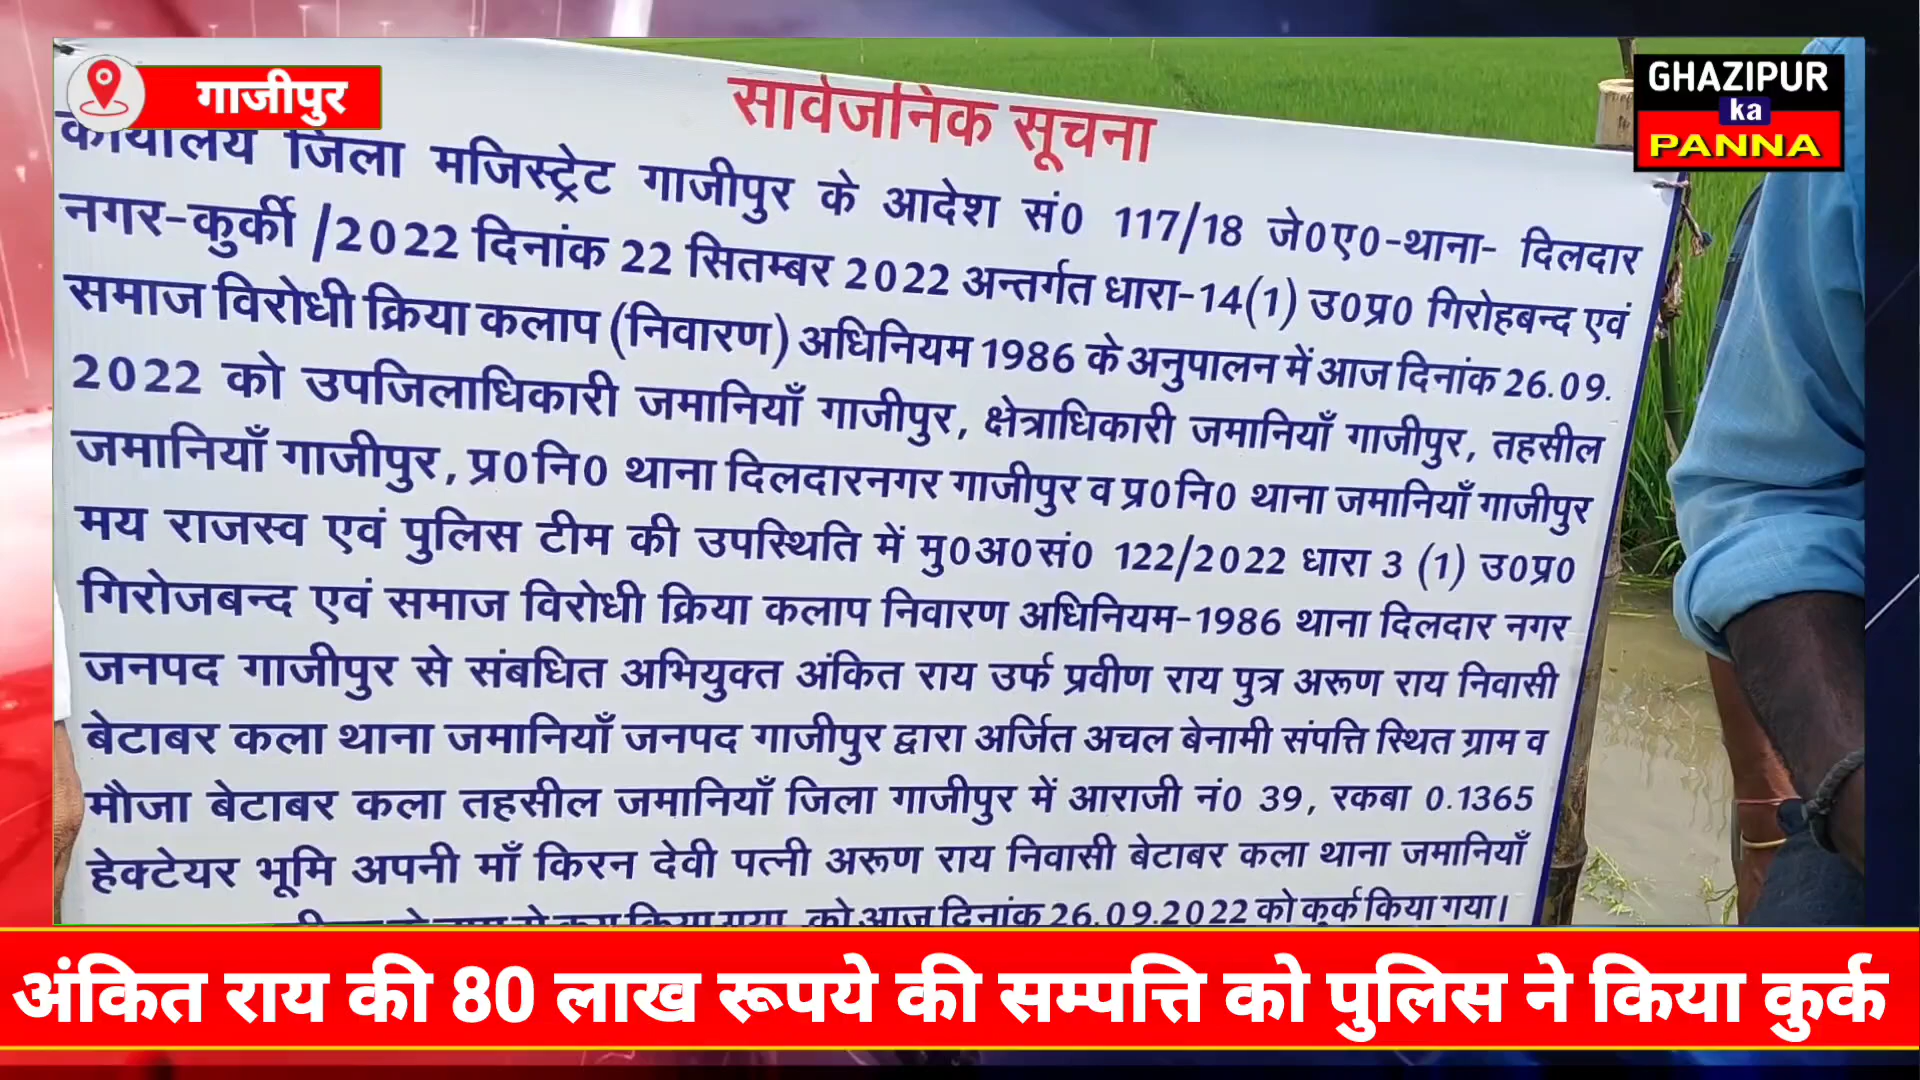 गाजीपुर
GHAZIPUR
ka
PANNA
सार्वजनिक सूचना
कार्यालय जिला मजिस्ट्रेट गाजीपुर के आदेश सं0 117/18 जे0ए0-थाना- दिलदार
नगर-कुर्की /2022 दिनांक 22 सितम्बर 2022 अन्तर्गत धारा-14(1) उ0प्र0 गिरोहबन्द एवं
समाज विरोधी क्रिया कलाप (निवारण) अधिनियम 1986 के अनुपालन में आज दिनांक 26.09.
2022 को उपजिलाधिकारी जमानियाँ गाजीपुर, क्षेत्राधिकारी जमानियाँ गाजीपुर, तहसील
जमानियाँ गाजीपुर, प्र0नि0 थाना दिलदारनगर गाजीपुर व प्र0नि0 थाना जमानियाँ गाजीपुर
मय राजस्व एवं पुलिस टीम की उपस्थिति में मु0अ0सं0 122/2022 धारा 3 (1) उ0प्र0
गिरोजबन्द एवं समाज विरोधी क्रिया कलाप निवारण अधिनियम-1986 थाना दिलदार नगर
जनपद गाजीपुर से संबधित अभियुक्त अंकित राय उर्फ प्रवीण राय पुत्र अरूण राय निवासी
बेटाबर कला थाना जमानियाँ जनपद गाजीपुर द्वारा अर्जित अचल बेनामी संपत्ति स्थित ग्राम व
मौजा बेटाबर कला तहसील जमानियाँ जिला गाजीपुर में आराजी नं0 39, रकबा 0.1365
हेक्टेयर भूमि अपनी माँ किरन देवी पत्नी अरूण राय निवासी बेटाबर कला थाना जमानियाँ
किया गया को आज दिनांक 26.09.2022 को कुर्क किया गया।
अंकित राय की 80 लाख रूपये की सम्पत्ति को पुलिस ने किया कुर्क